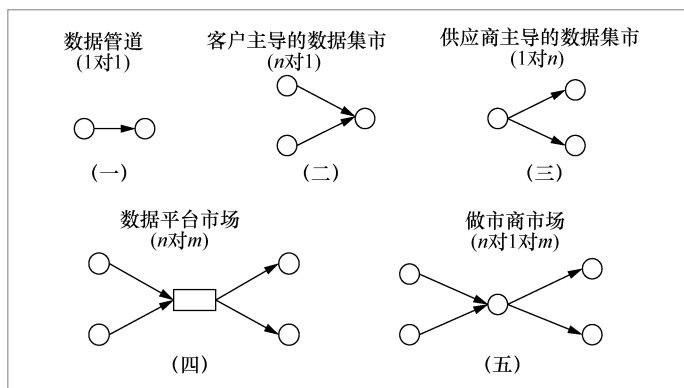 数据管道
(1对1)
客户主导的数据集市
(n对1)
供应商主导的数据集市
(1对n)
(一)
(二)
(三)
数据平台市场
(n对m)
做市商市场
(n对1对m)
(四)
(五)